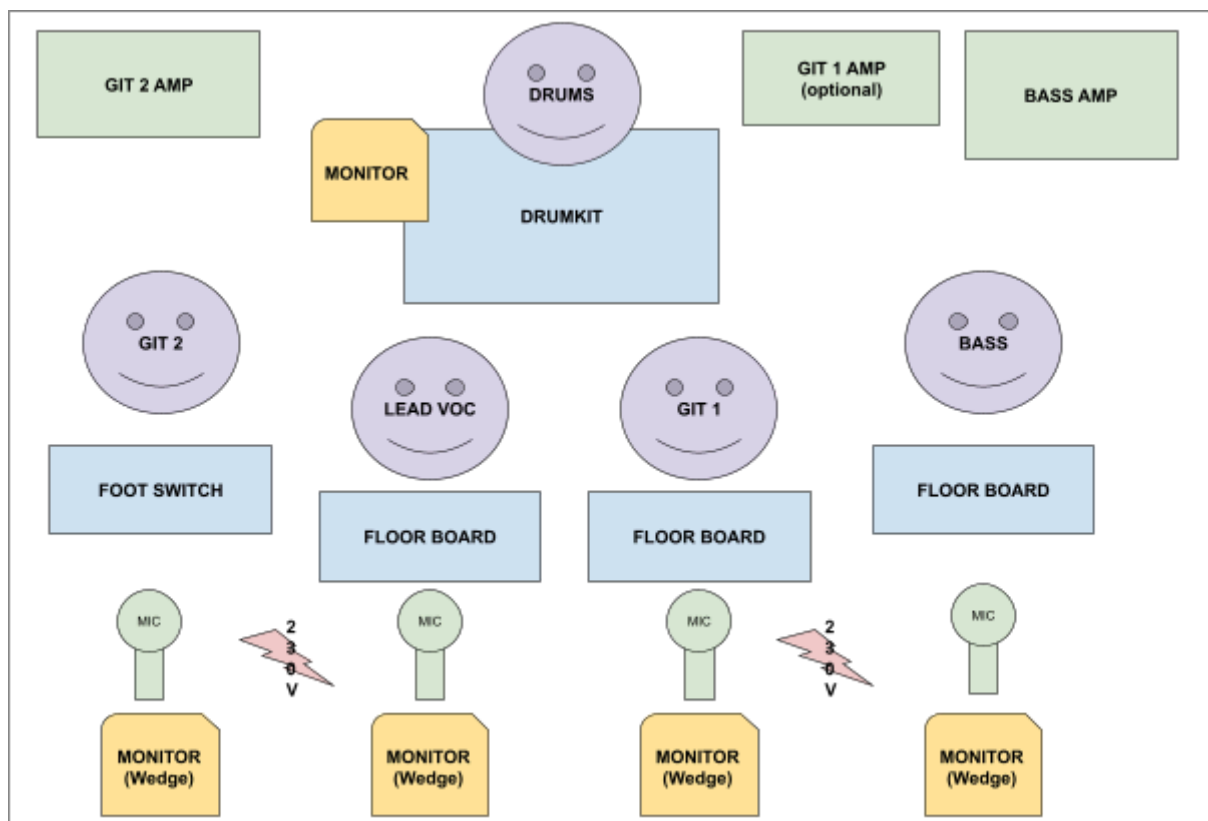 GIT 2 AMP
DRUMS
GIT 1 AMP
(optional)
BASS AMP
MONITOR
DRUMKIT
GIT 2
BASS
LEAD VOC
GIT 1
FOOT SWITCH
FLOOR BOARD
FLOOR BOARD
FLOOR BOARD
MIC
2
3
0
V
MIC
MIC
2
3
0
V
MIC
MONITOR
(Wedge)
MONITOR
(Wedge)
MONITOR
(Wedge)
MONITOR
(Wedge)